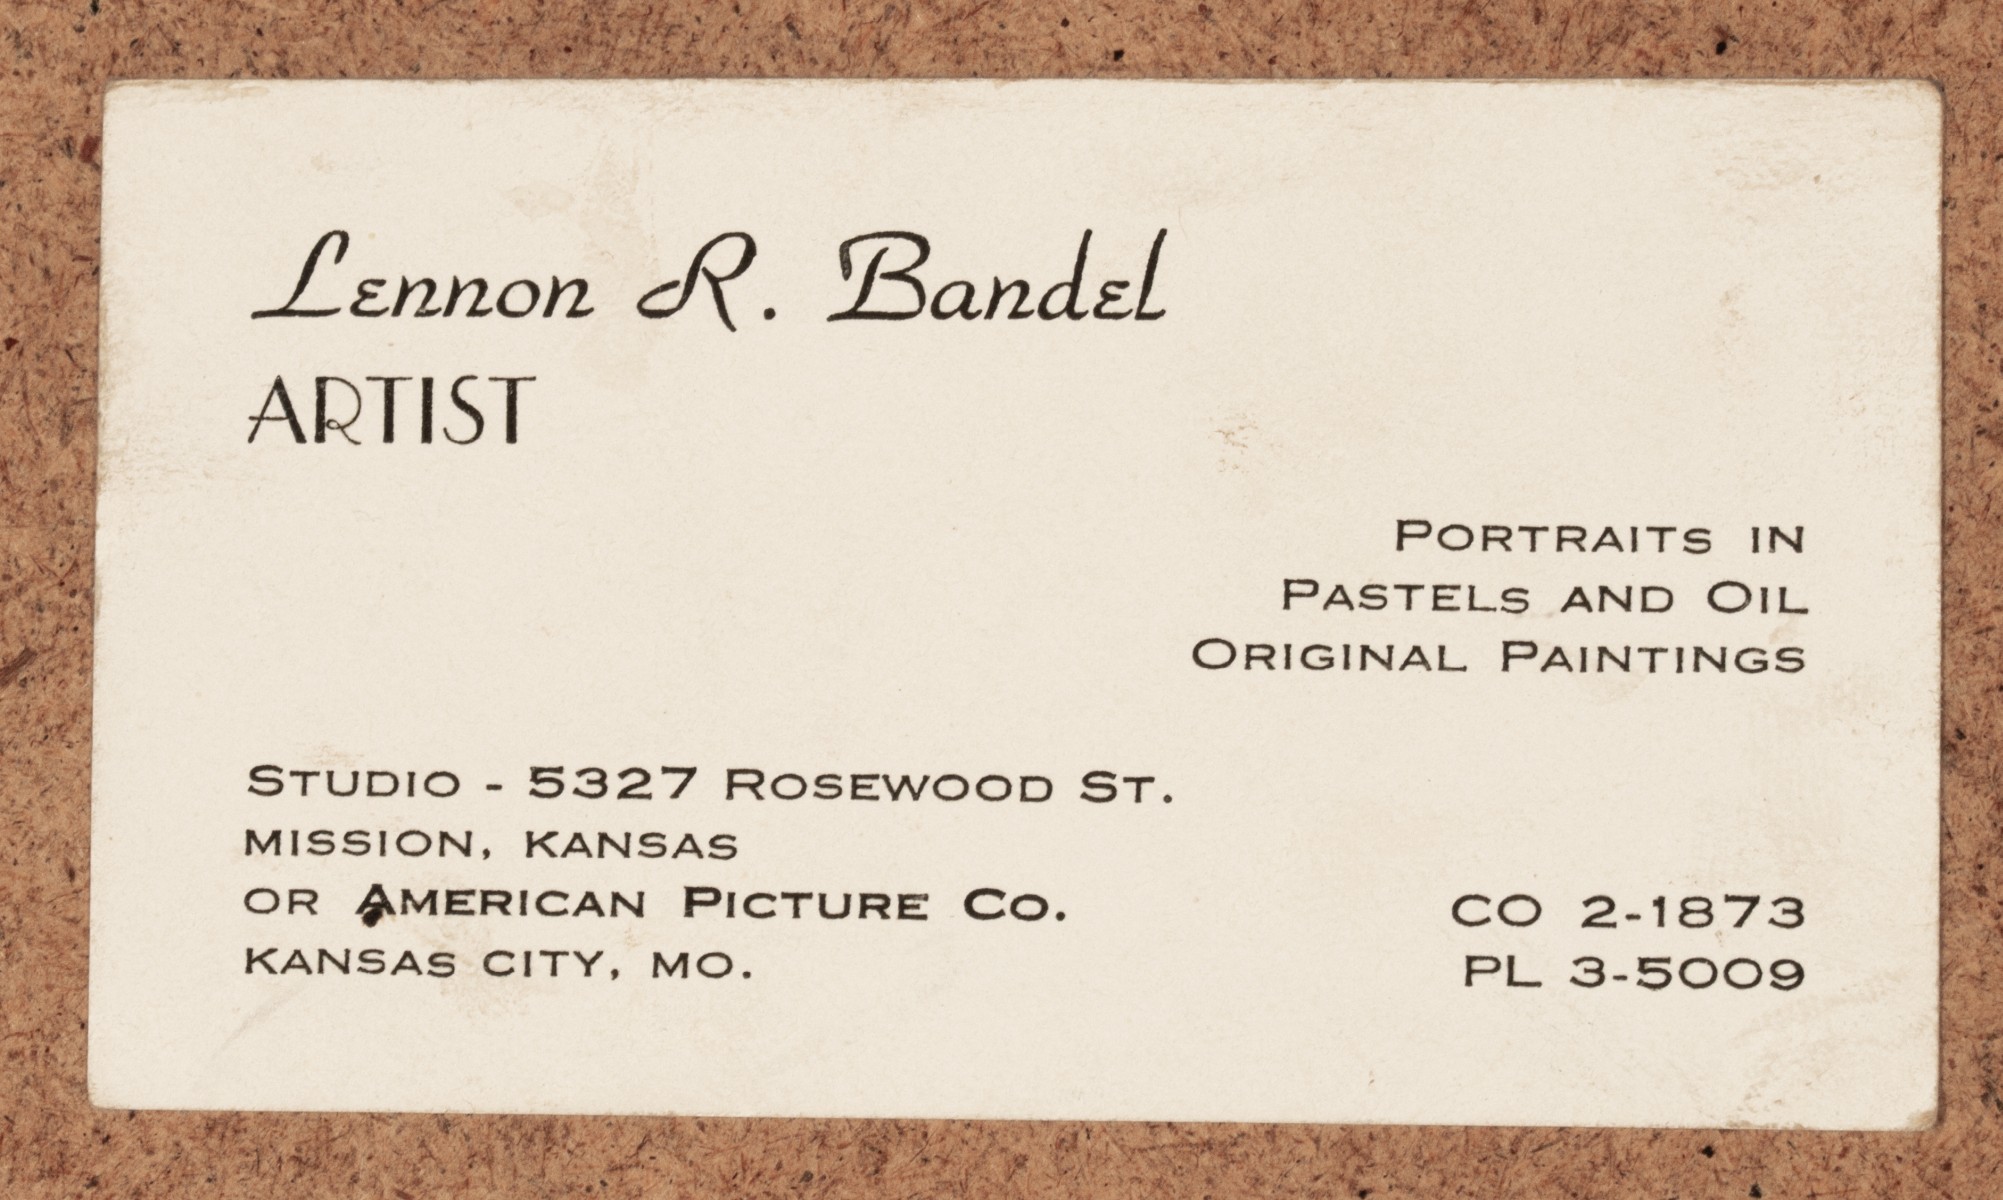 Lennon R. Bandel
ARTIST
PORTRAITS IN
PASTELS AND OIL
ORIGINAL PAINTINGS
STUDIO - 5327 ROSEWOOD ST.
MISSION, KANSAS
OR AMERICAN PICTURE CO.
KANSAS CITY, MO.
CO 2-1873
PL 3-5009